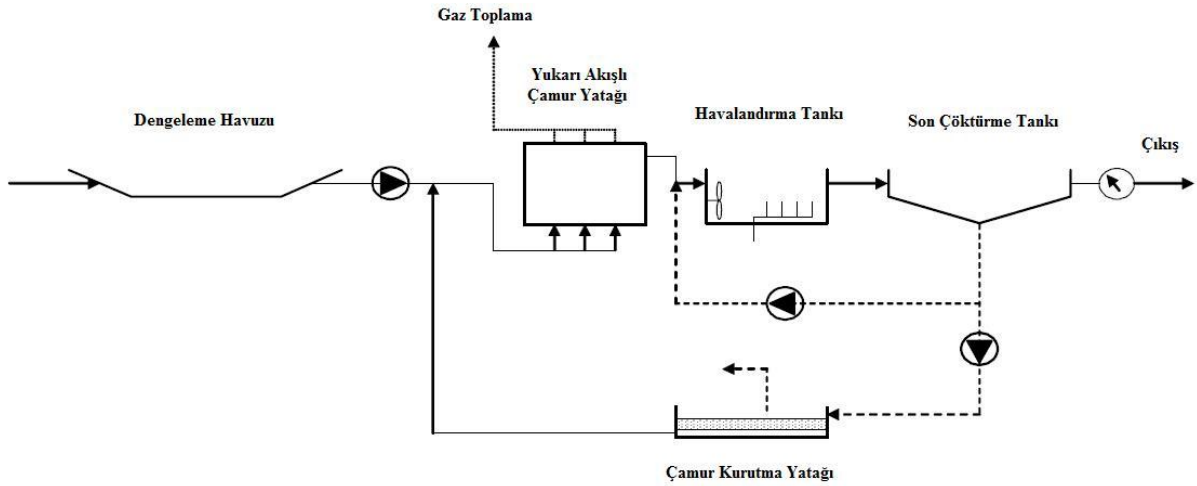 Gaz Toplama
Yukarı Akışlı
Çamur Yatağı
Dengeleme Havuzu
Havalandırma Tankı
Son Çöktürme Tankı
Çıkış
Çamur Kurutma Yatağı